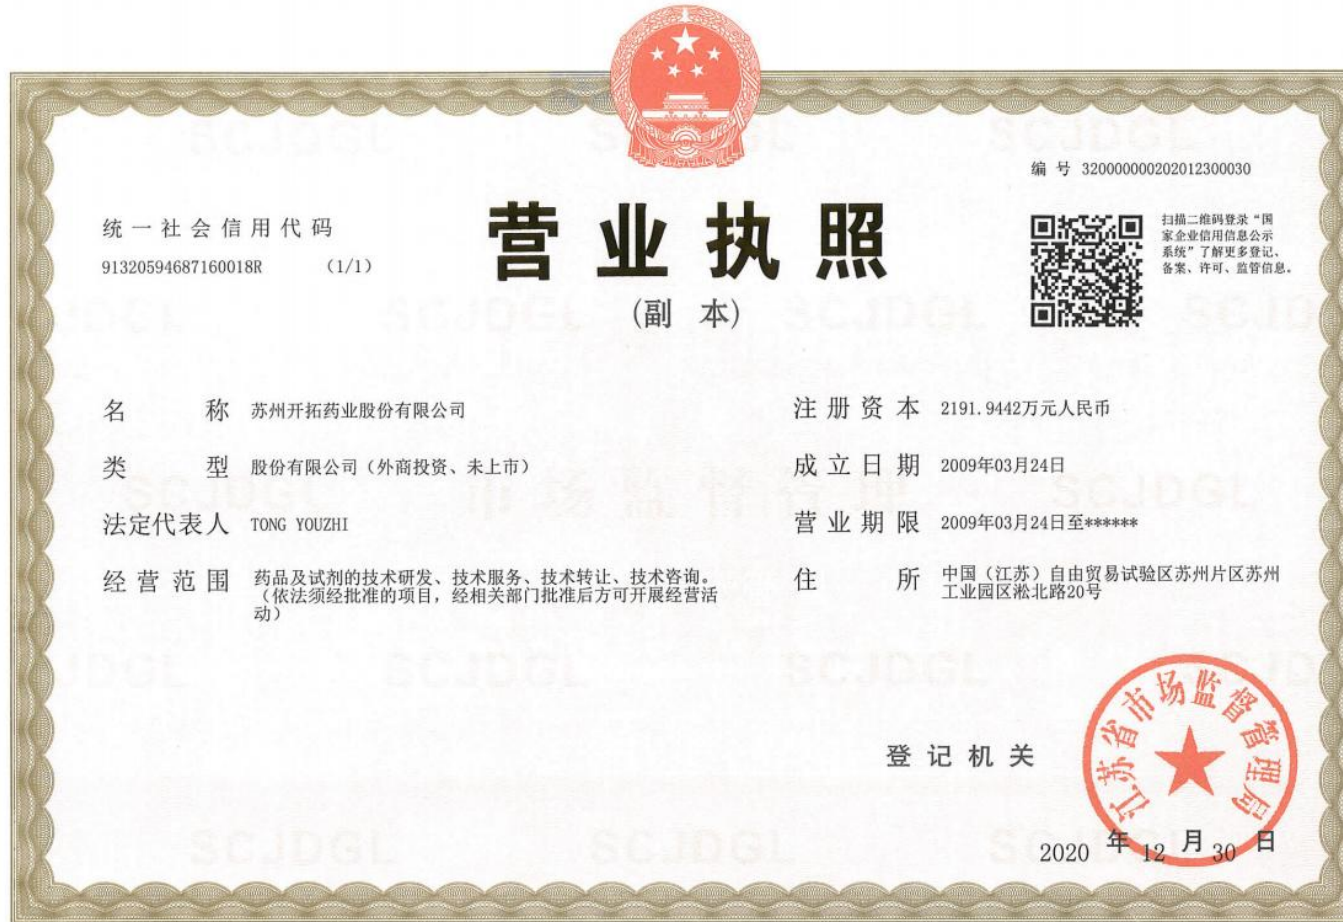 编号 320000000202012300030
统一社会信用代码
91320594687160018R (1/1)
营业执照
(副 本)
扫描二维码登录“国
家企业信用信息公示
系统”了解更多登记、
备案、许可、监管信息。
名 称 苏州开拓药业股份有限公司
类 型 股份有限公司（外商投资、未上市）
法定代表人 TONG YOUZHI
经营范围 药品及试剂的技术研发、技术服务、技术转让、技术咨询。
（依法须经批准的项目，经相关部门批准后方可开展经营活
动）
注册资本 2191.9442万元人民币
成立日期 2009年03月24日
营业期限 2009年03月24日至******
住 所 中国（江苏）自由贸易试验区苏州片区苏州
工业园区淞北路20号
登记机关
江苏省市场监督管理局
2020 年 12 月 30 日
SCJDGL
市场监督管理